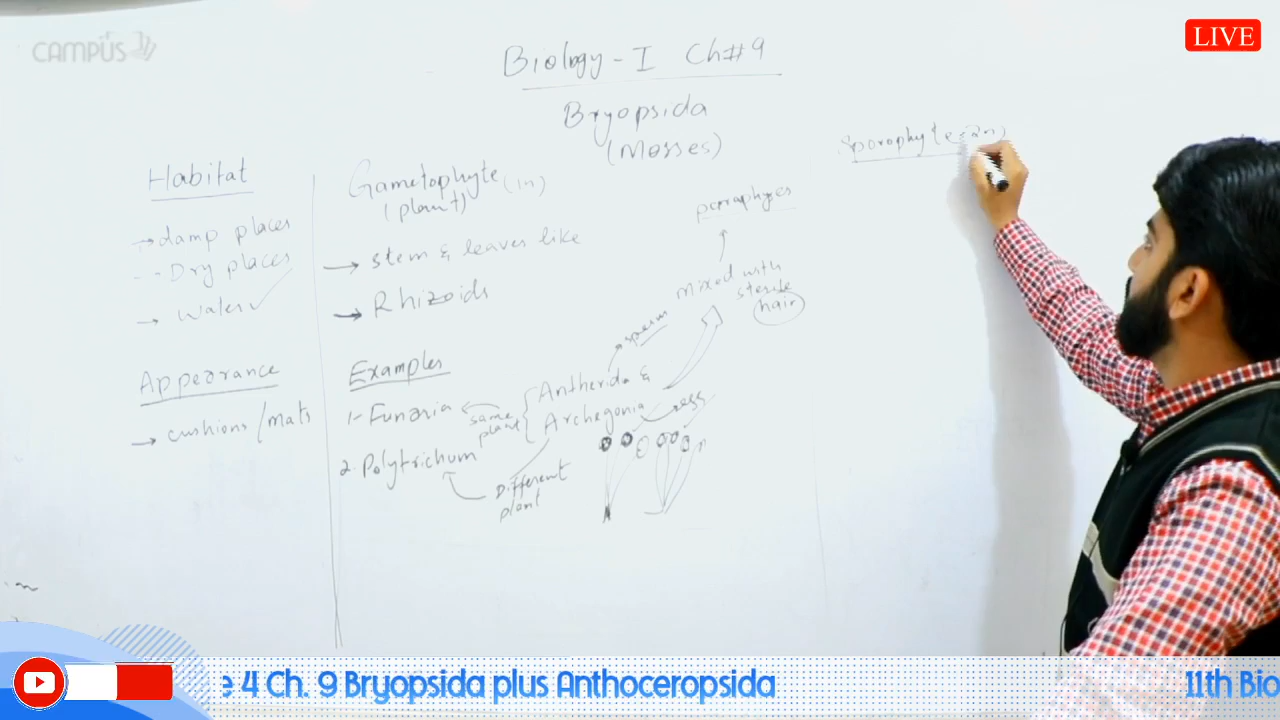 CAMPUS
LIVE
Biology - I Ch#9
Bryopsida
(Mosses)
Habitat
→ damp places
Dry places
→ water
Appearance
→ cushions/mats
Gametophyte (1n)
(plant)
→ stem & leaves like
→ Rhizoids
Examples
1- Funaria
2. Polytrichum
same
plant
Antherida &
Archegonia
Different
plant
sperm
egg
mixed with
sterile
hair
paraphyses
Sporophyte (2n)
e 4 Ch. 9 Bryopsida plus Anthoceropsida
11th Bio